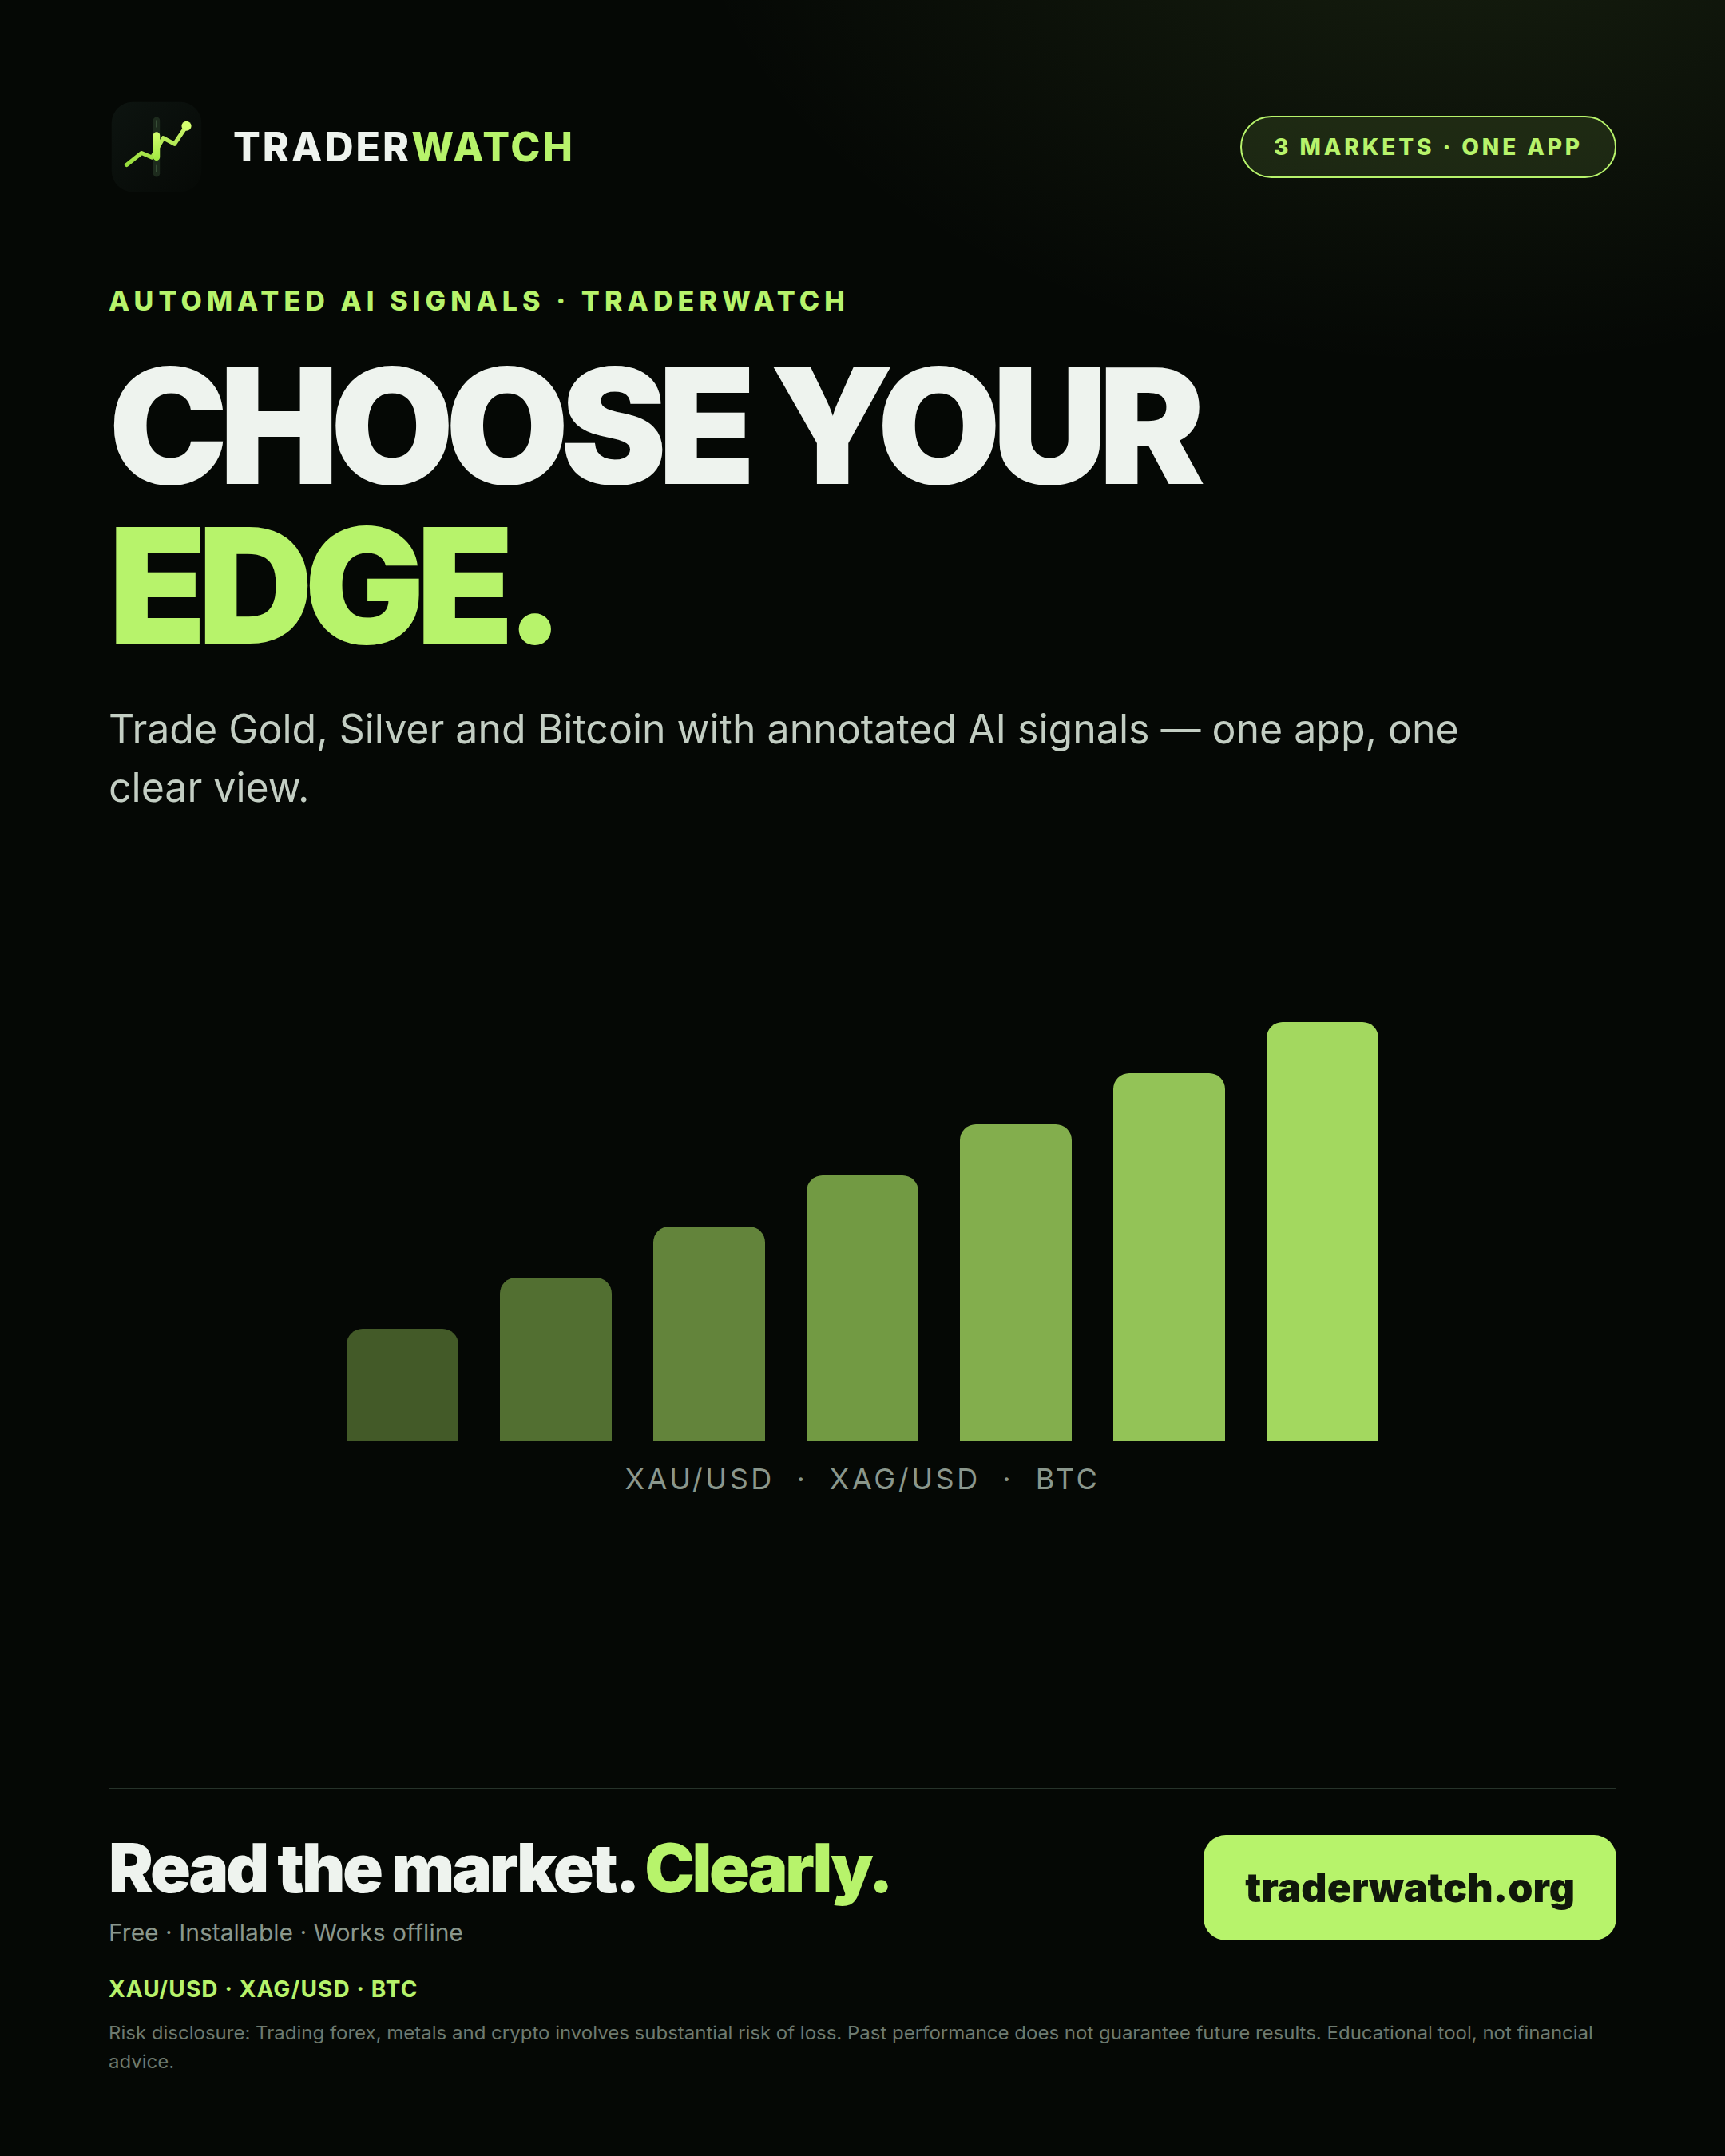 TRADERWATCH
3 MARKETS · ONE APP
AUTOMATED AI SIGNALS · TRADERWATCH
CHOOSE YOUR
EDGE.
Trade Gold, Silver and Bitcoin with annotated AI signals — one app, one
clear view.
XAU/USD · XAG/USD · BTC
Read the market. Clearly.
traderwatch.org
Free · Installable · Works offline
XAU/USD · XAG/USD · BTC
Risk disclosure: Trading forex, metals and crypto involves substantial risk of loss. Past performance does not guarantee future results. Educational tool, not financial
advice.